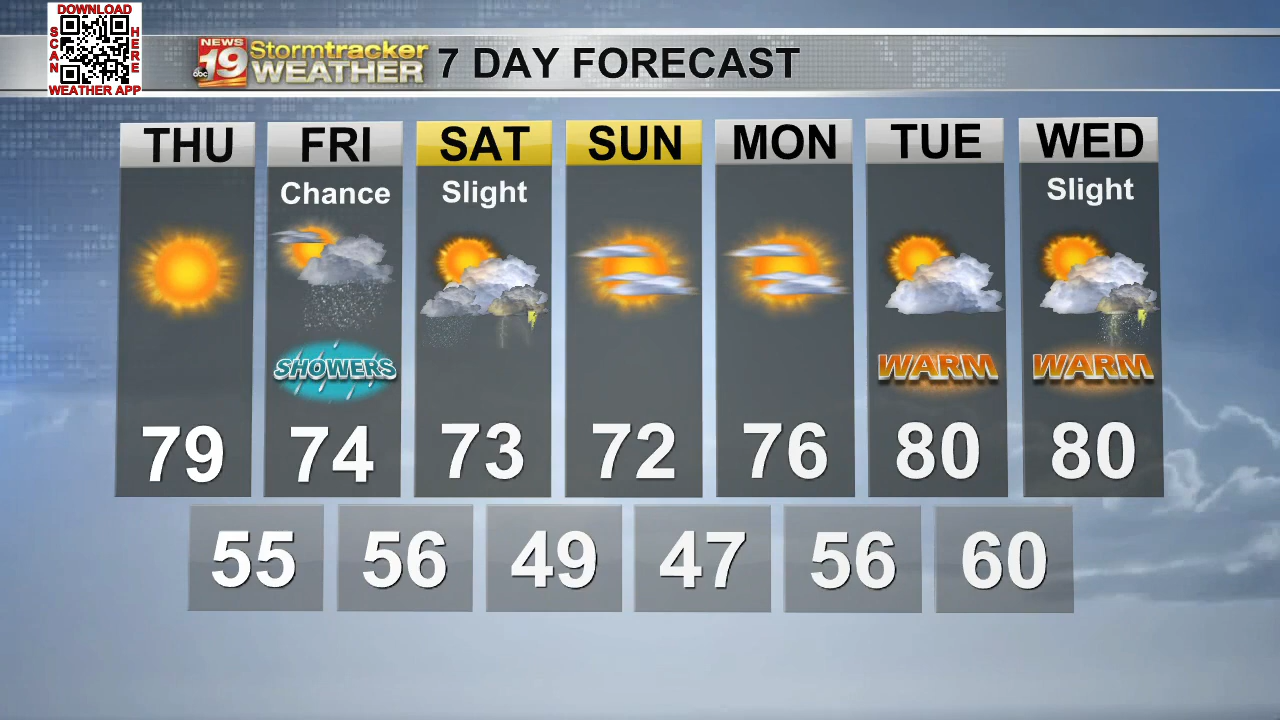 DOWNLOAD
SCAN
HERE
WEATHER APP
NEWS
abc 19
Stormtracker
WEATHER
7 DAY FORECAST
THU FRI SAT SUN MON TUE WED
Chance Slight Slight
SHOWERS WARM WARM
79 74 73 72 76 80 80
55 56 49 47 56 60